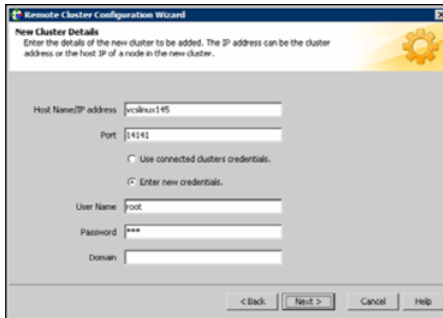 Remote Cluster Configuration Wizard
New Cluster Details
Enter the details of the new cluster to be added. The IP address can be the cluster
address or the host IP of a node in the new cluster.
Host Name/IP address vcslinux145
Port 14141
Use connected clusters credentials.
Enter new credentials.
User Name root
Password ***
Domain
< Back Next > Cancel Help